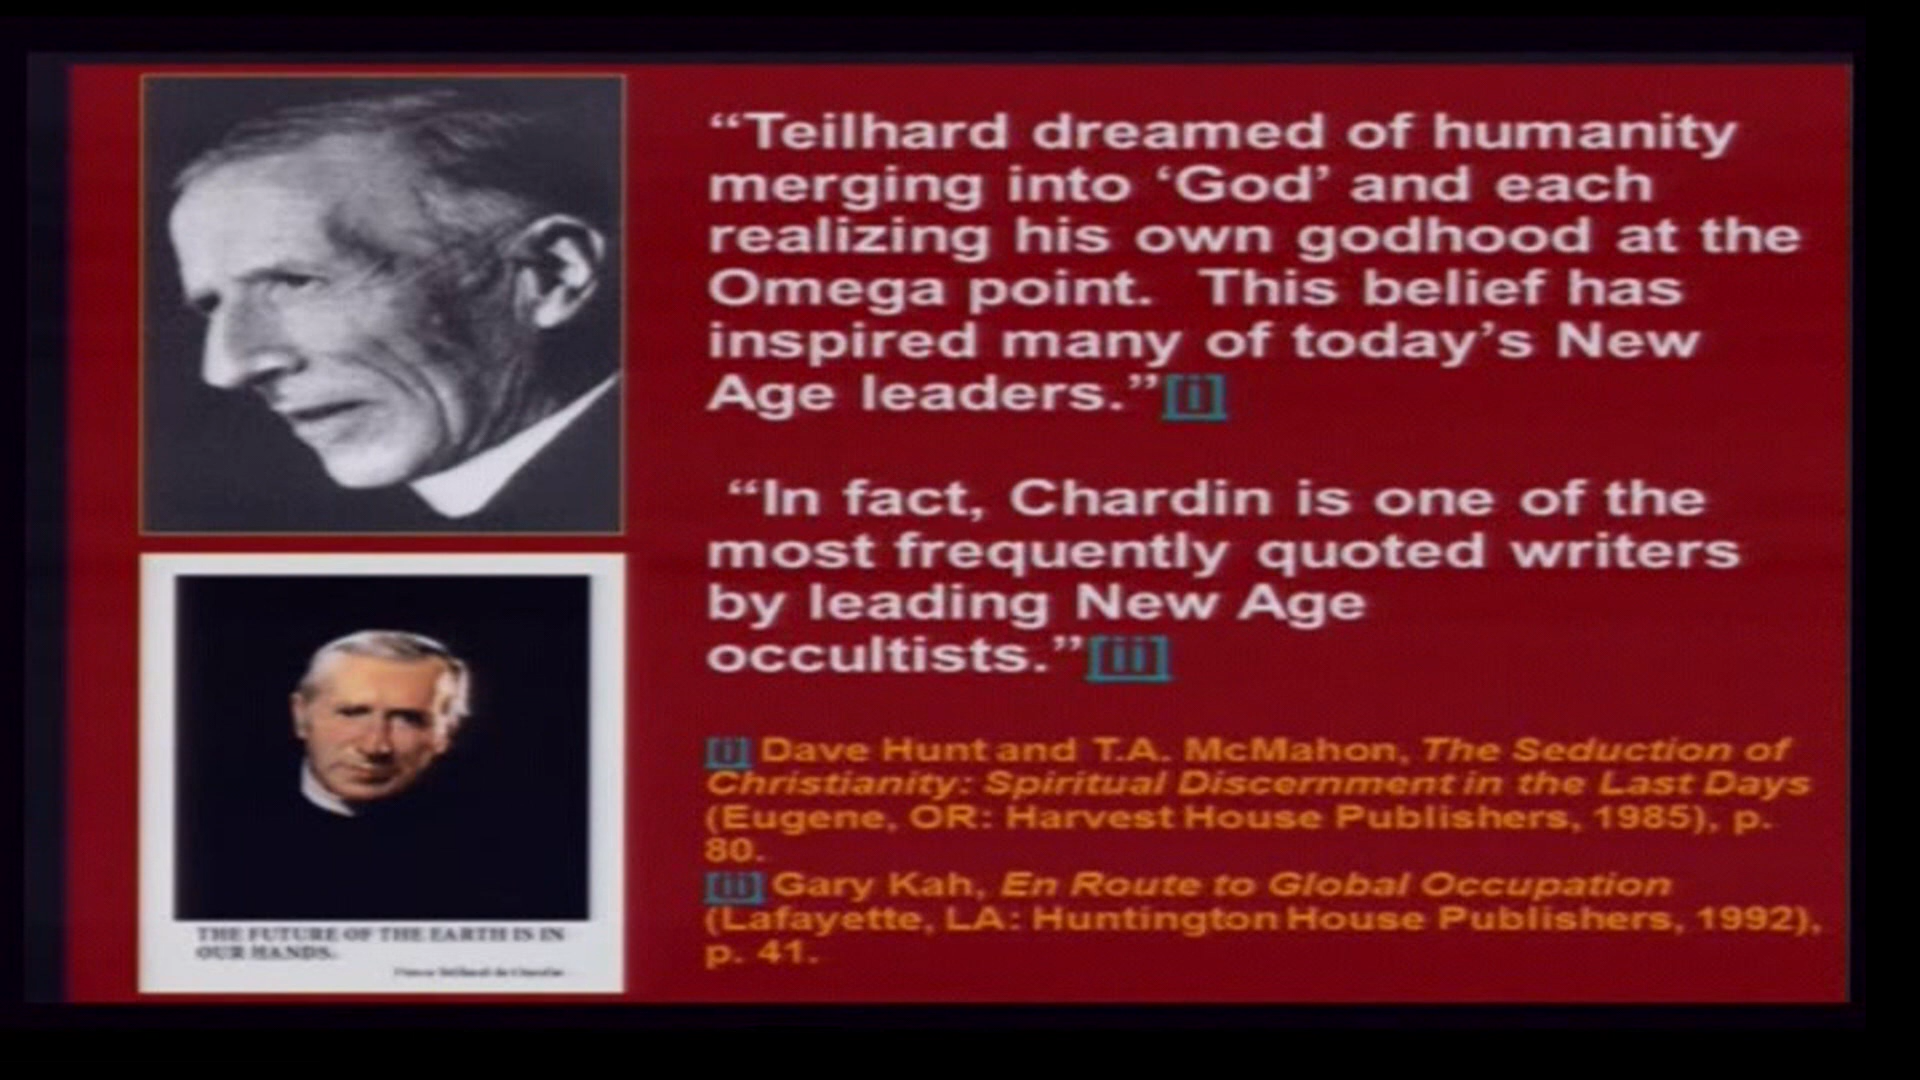 “Teilhard dreamed of humanity
merging into ‘God’ and each
realizing his own godhood at the
Omega point.  This belief has
inspired many of today’s New
Age leaders.”[i]
“In fact, Chardin is one of the
most frequently quoted writers
by leading New Age
occultists.”[ii]
[i] Dave Hunt and T.A. McMahon, The Seduction of
Christianity: Spiritual Discernment in the Last Days
(Eugene, OR: Harvest House Publishers, 1985), p.
80.
[ii] Gary Kah, En Route to Global Occupation
(Lafayette, LA: Huntington House Publishers, 1992),
p. 41.
THE FUTURE OF THE EARTH IS IN
OUR HANDS.
Pierre Teilhard de Chardin